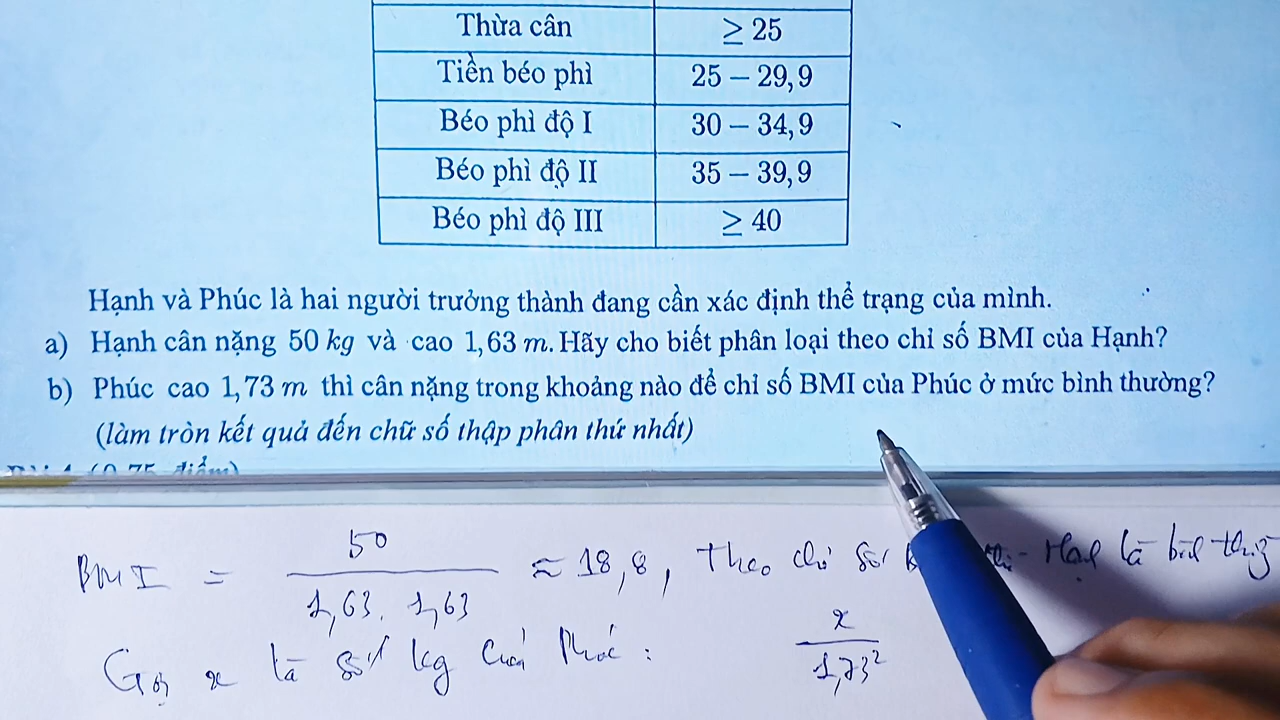 Thừa cân ≥ 25
Tiền béo phì 25 – 29,9
Béo phì độ I 30 – 34,9
Béo phì độ II 35 – 39,9
Béo phì độ III ≥ 40
Hạnh và Phúc là hai người trưởng thành đang cần xác định thể trạng của mình.
a) Hạnh cân nặng 50 kg và cao 1,63 m. Hãy cho biết phân loại theo chỉ số BMI của Hạnh?
b) Phúc cao 1,73 m thì cân nặng trong khoảng nào để chỉ số BMI của Phúc ở mức bình thường?
(làm tròn kết quả đến chữ số thập phân thứ nhất)
BMI = 50 / 1,63 . 1,63 ≈ 18,8, Theo chỉ số là
Gọi x là số kg của Phúc : x / 1,73²